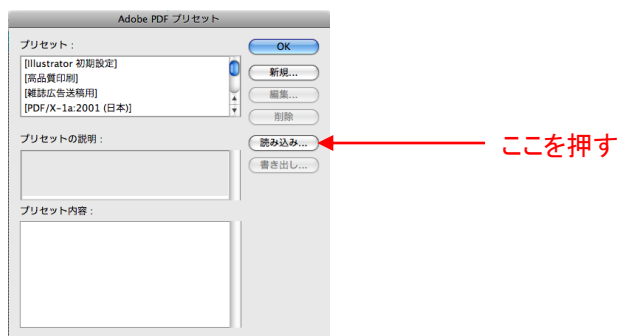 Adobe PDF プリセット
プリセット：
[Illustrator 初期設定]
[高品質印刷]
[雑誌広告送稿用]
[PDF/X-1a:2001 (日本)]
OK
新規...
編集...
削除
プリセットの説明：
読み込み...
書き出し...
ここを押す
プリセット内容：